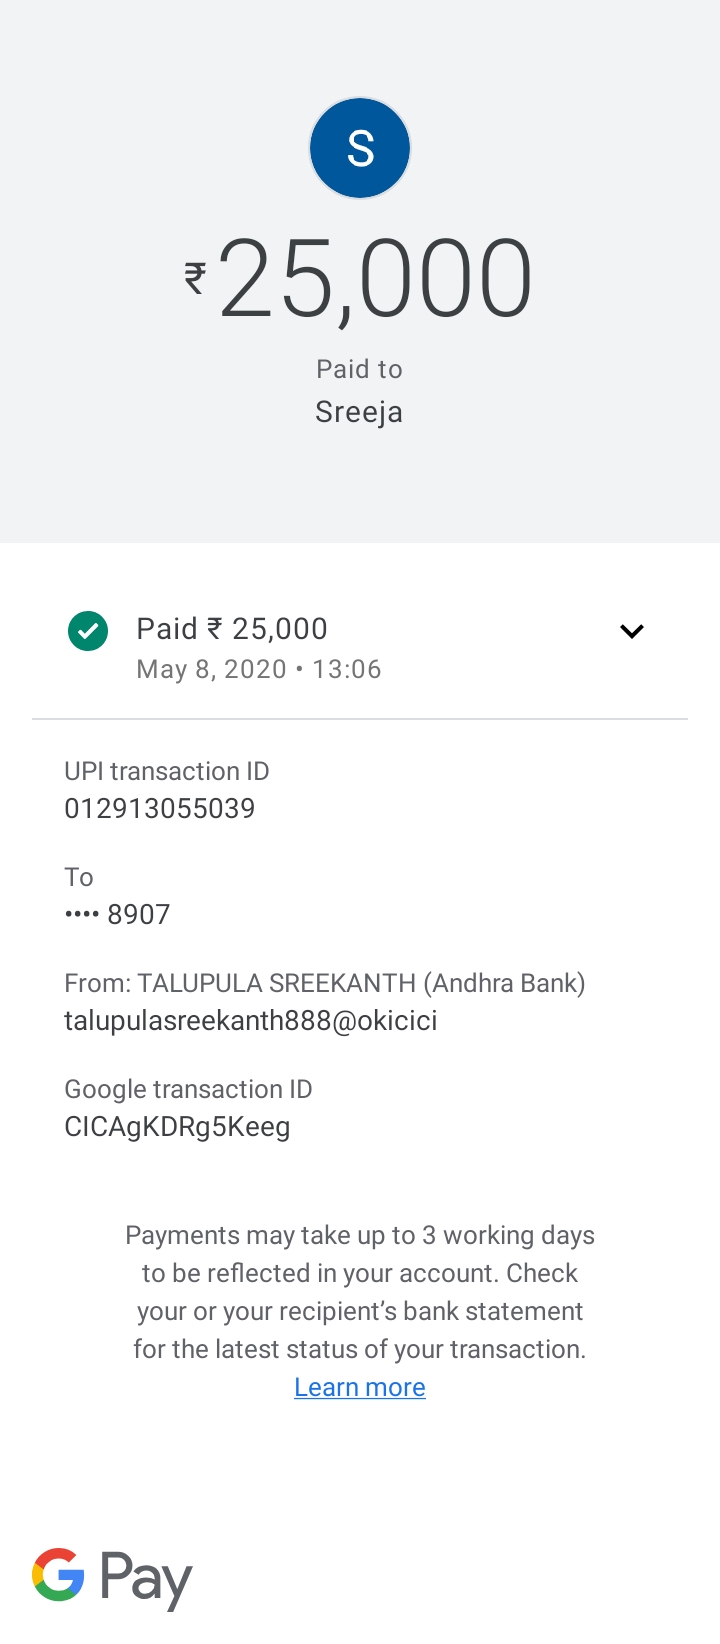 S
₹25,000
Paid to
Sreeja
Paid ₹ 25,000
May 8, 2020 • 13:06
UPI transaction ID
012913055039
To
•••• 8907
From: TALUPULA SREEKANTH (Andhra Bank)
talupulasreekanth888@okicici
Google transaction ID
CICAgKDRg5Keeg
Payments may take up to 3 working days
to be reflected in your account. Check
your or your recipient’s bank statement
for the latest status of your transaction.
Learn more
G Pay